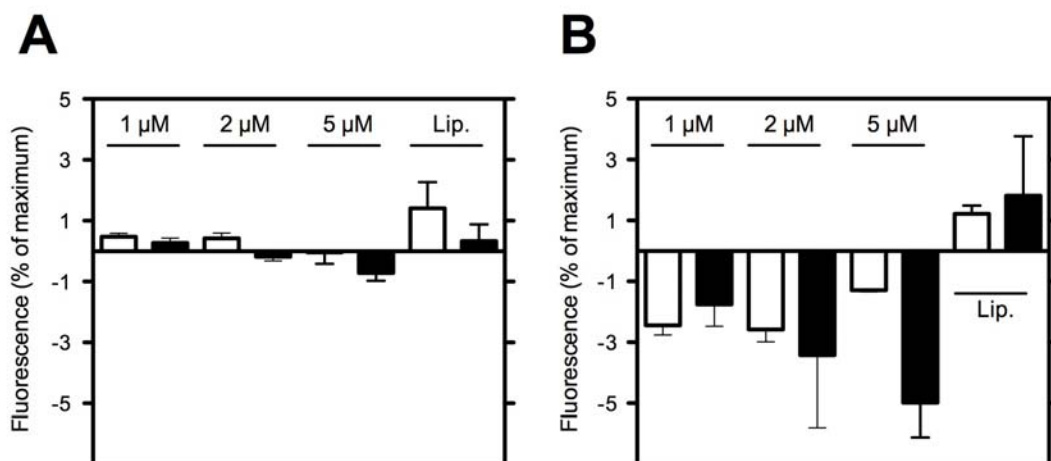 A
Fluorescence (% of maximum)
5
3
1
-1
-3
-5
1 µM
2 µM
5 µM
Lip.
B
Fluorescence (% of maximum)
5
3
1
-1
-3
-5
1 µM
2 µM
5 µM
Lip.